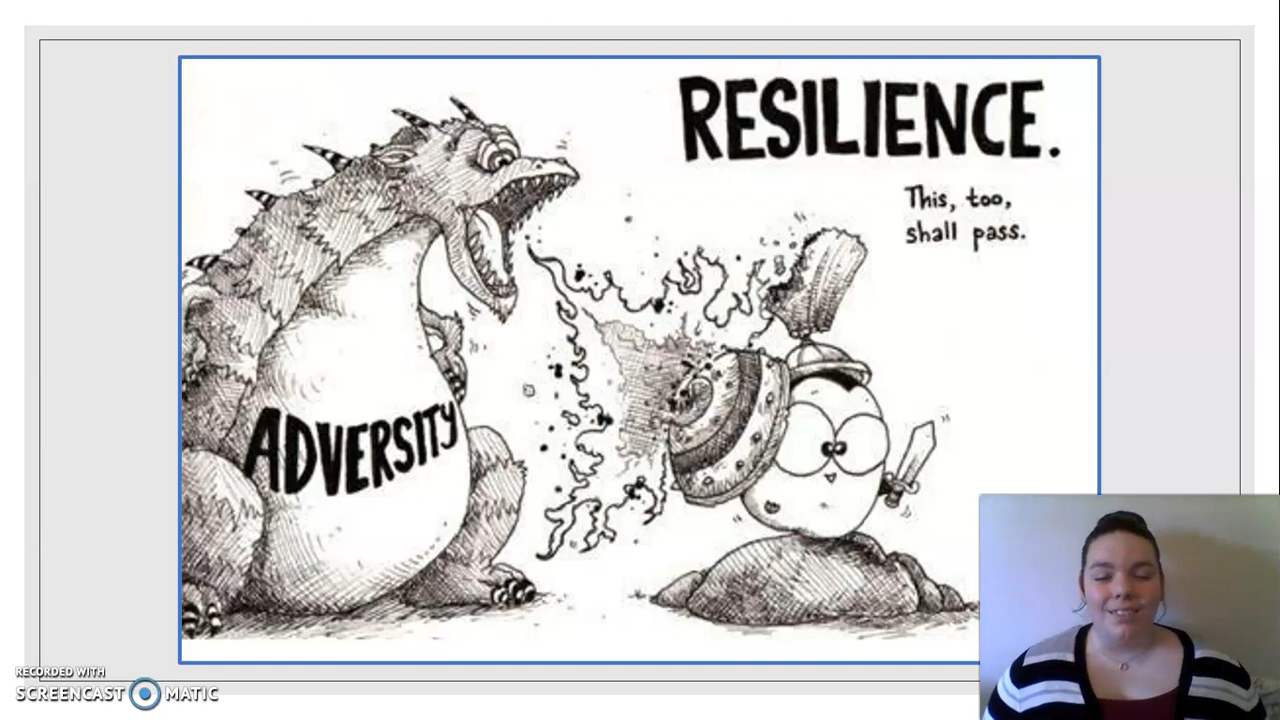 RESILIENCE.
This, too,
shall pass.
ADVERSITY
RECORDED WITH
SCREENCAST MATIC